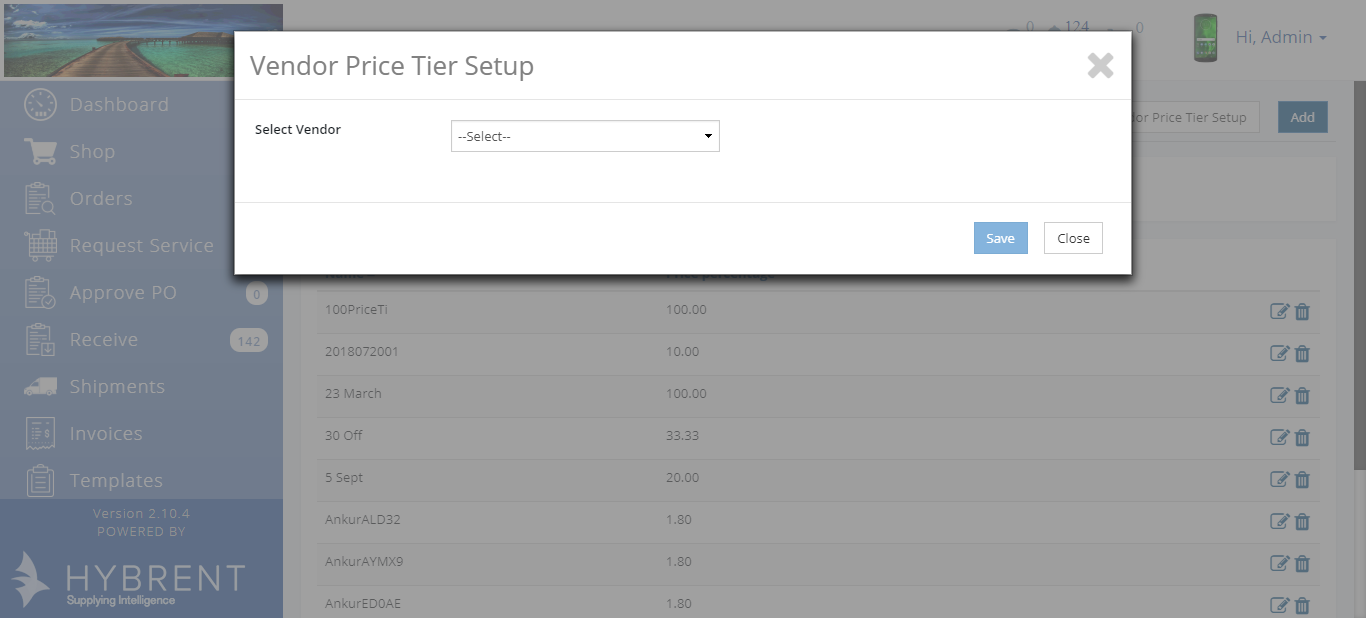 0 124 0
Hi, Admin
Vendor Price Tier Setup
Select Vendor
--Select--
Save
Close
Dashboard
Shop
Orders
Request Service
Approve PO 0
Receive 142
Shipments
Invoices
Templates
Version 2.10.4
POWERED BY
HYBRENT
Supplying Intelligence
Price Tier Setup
Add
100PriceTi 100.00
2018072001 10.00
23 March 100.00
30 Off 33.33
5 Sept 20.00
AnkurALD32 1.80
AnkurAYMX9 1.80
AnkurED0AE 1.80